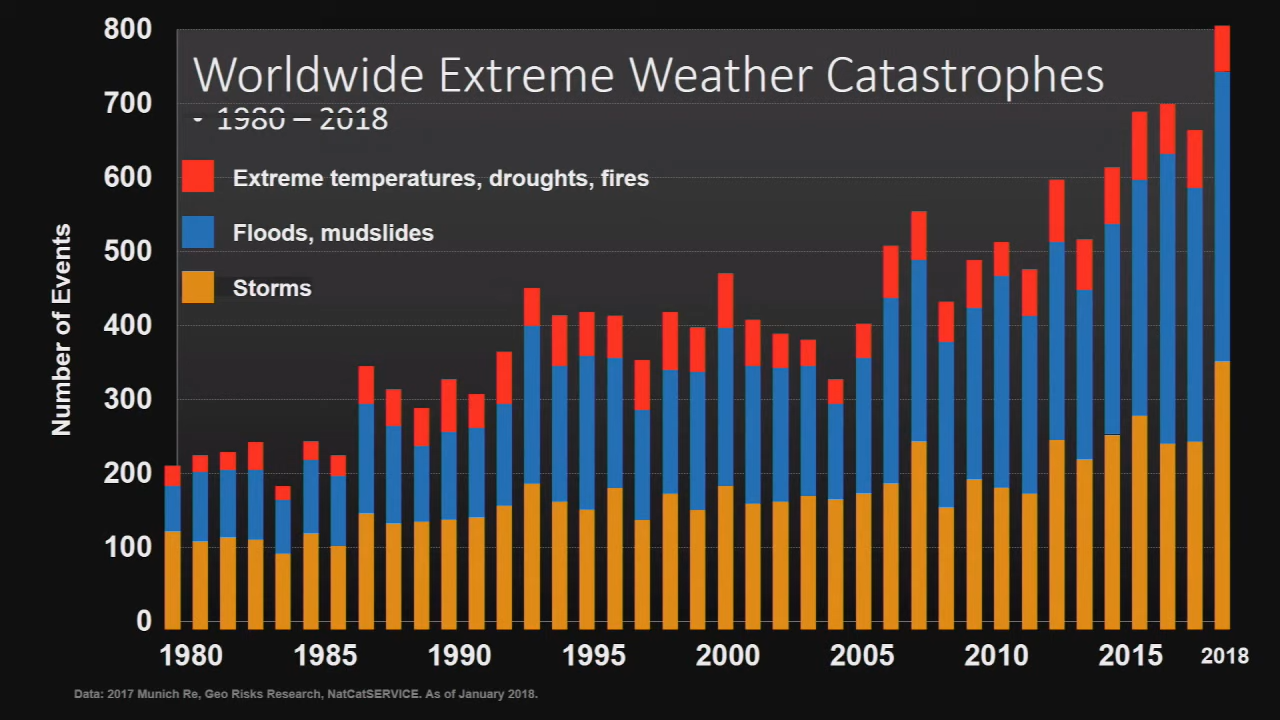 Worldwide Extreme Weather Catastrophes
- 1980 – 2018
Extreme temperatures, droughts, fires
Floods, mudslides
Storms
Number of Events
800
700
600
500
400
300
200
100
0
1980 1985 1990 1995 2000 2005 2010 2015 2018
Data: 2017 Munich Re, Geo Risks Research, NatCatSERVICE. As of January 2018.